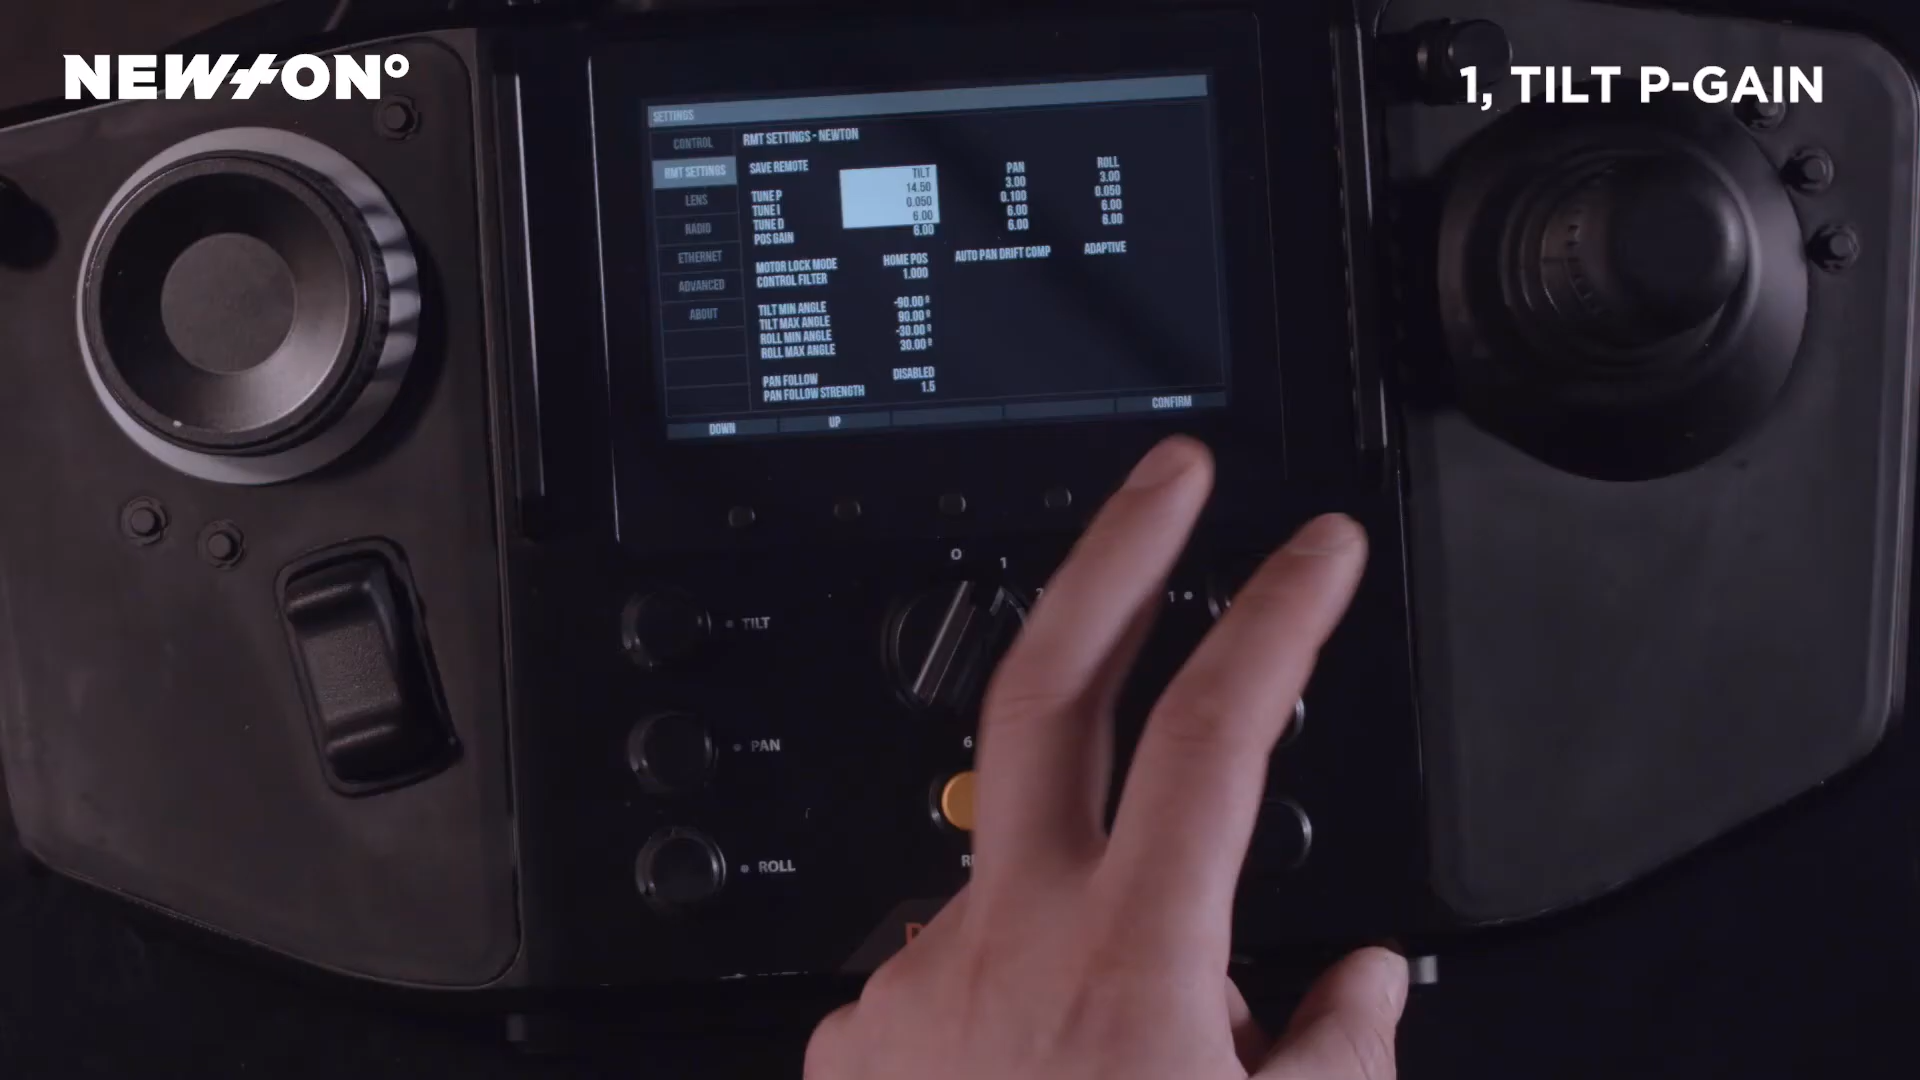 NEWTON°
1, TILT P-GAIN
SETTINGS
CONTROL
RMT SETTINGS
LENS
RADIO
ETHERNET
ADVANCED
ABOUT
RMT SETTINGS - NEWTON
SAVE REMOTE
TILT PAN ROLL
TUNE P 14.50 3.00 3.00
TUNE I 0.050 0.100 0.050
TUNE D 6.00 6.00 6.00
POS GAIN 6.00 6.00 6.00
MOTOR LOCK MODE HOME POS AUTO PAN DRIFT COMP ADAPTIVE
CONTROL FILTER 1.000
TILT MIN ANGLE -90.00 º
TILT MAX ANGLE 90.00 º
ROLL MIN ANGLE -30.00 º
ROLL MAX ANGLE 30.00 º
PAN FOLLOW DISABLED
PAN FOLLOW STRENGTH 1.5
DOWN UP CONFIRM
0 1 2
1
TILT
PAN
6
ROLL